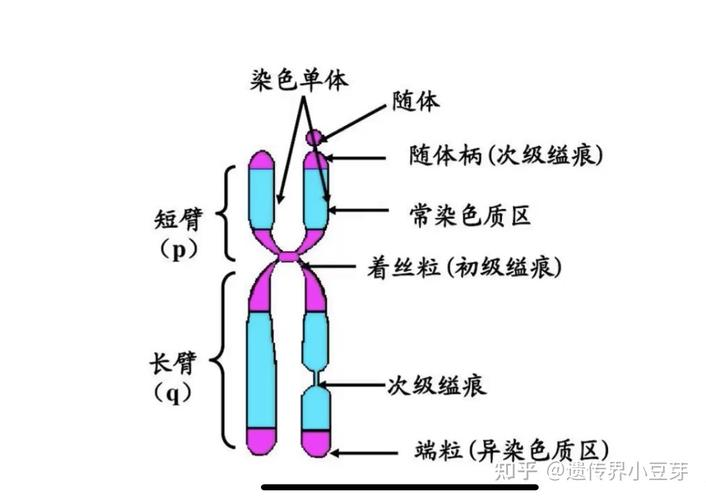 染色单体
随体
随体柄(次级缢痕)
短臂
(p)
常染色质区
着丝粒(初级缢痕)
长臂
(q)
次级缢痕
端粒(异染色质区)
知乎 @遗传界小豆芽